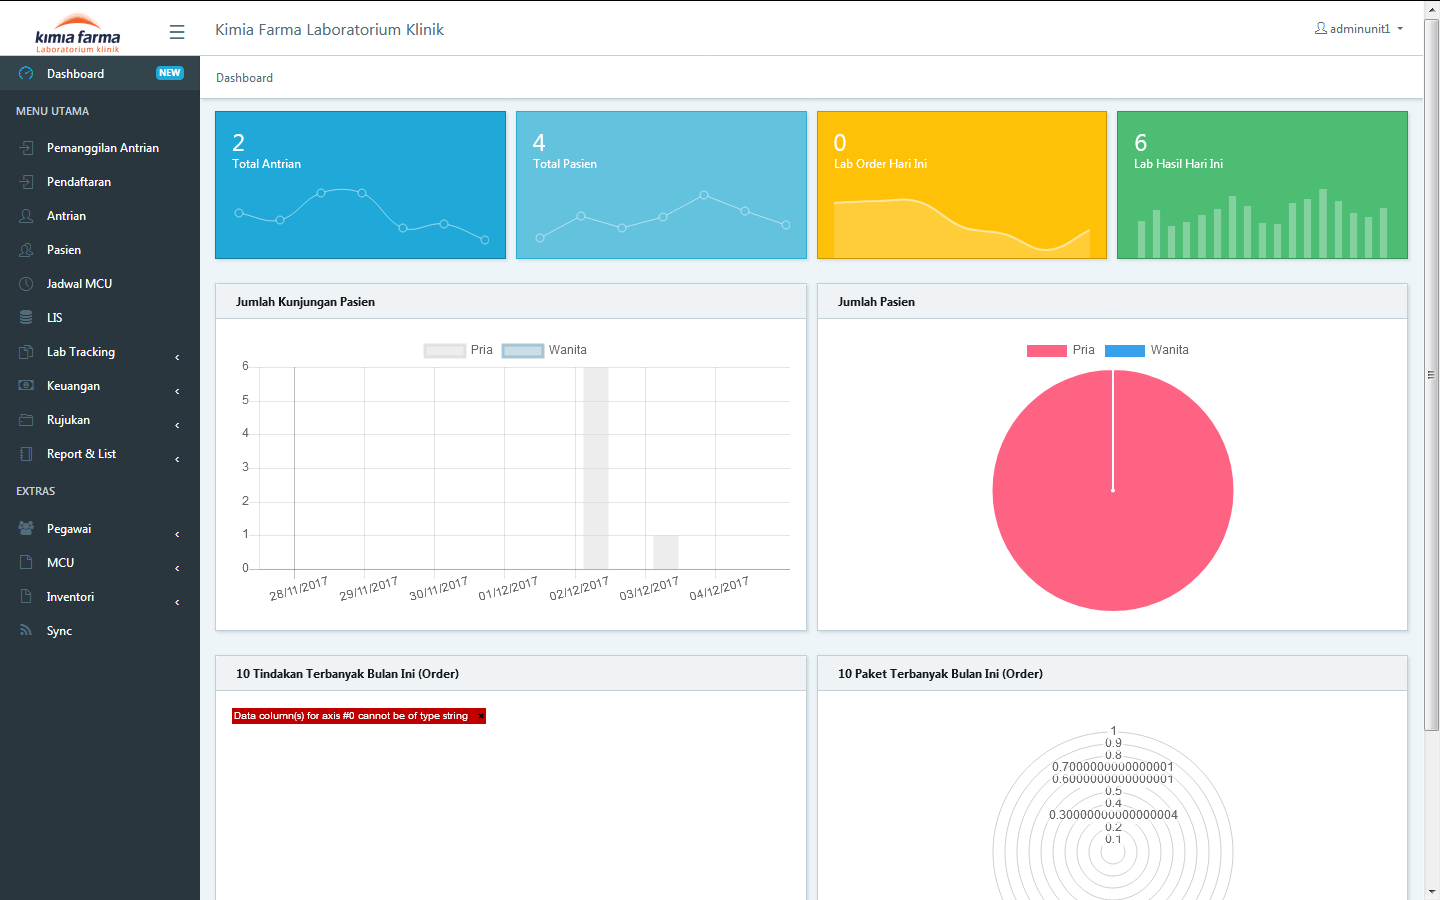 kimia farma
Laboratorium klinik
Kimia Farma Laboratorium Klinik
adminunit1
Dashboard
NEW
MENU UTAMA
Pemanggilan Antrian
Pendaftaran
Antrian
Pasien
Jadwal MCU
LIS
Lab Tracking
Keuangan
Rujukan
Report & List
EXTRAS
Pegawai
MCU
Inventori
Sync
Dashboard
2
Total Antrian
4
Total Pasien
0
Lab Order Hari Ini
6
Lab Hasil Hari Ini
Jumlah Kunjungan Pasien
Pria Wanita
6
5
4
3
2
1
0
28/11/2017 29/11/2017 30/11/2017 01/12/2017 02/12/2017 03/12/2017 04/12/2017
Jumlah Pasien
Pria Wanita
10 Tindakan Terbanyak Bulan Ini (Order)
Data column(s) for axis #0 cannot be of type string ×
10 Paket Terbanyak Bulan Ini (Order)
1
0.9
0.8
0.7000000000000001
0.6000000000000001
0.5
0.4
0.30000000000000004
0.2
0.1